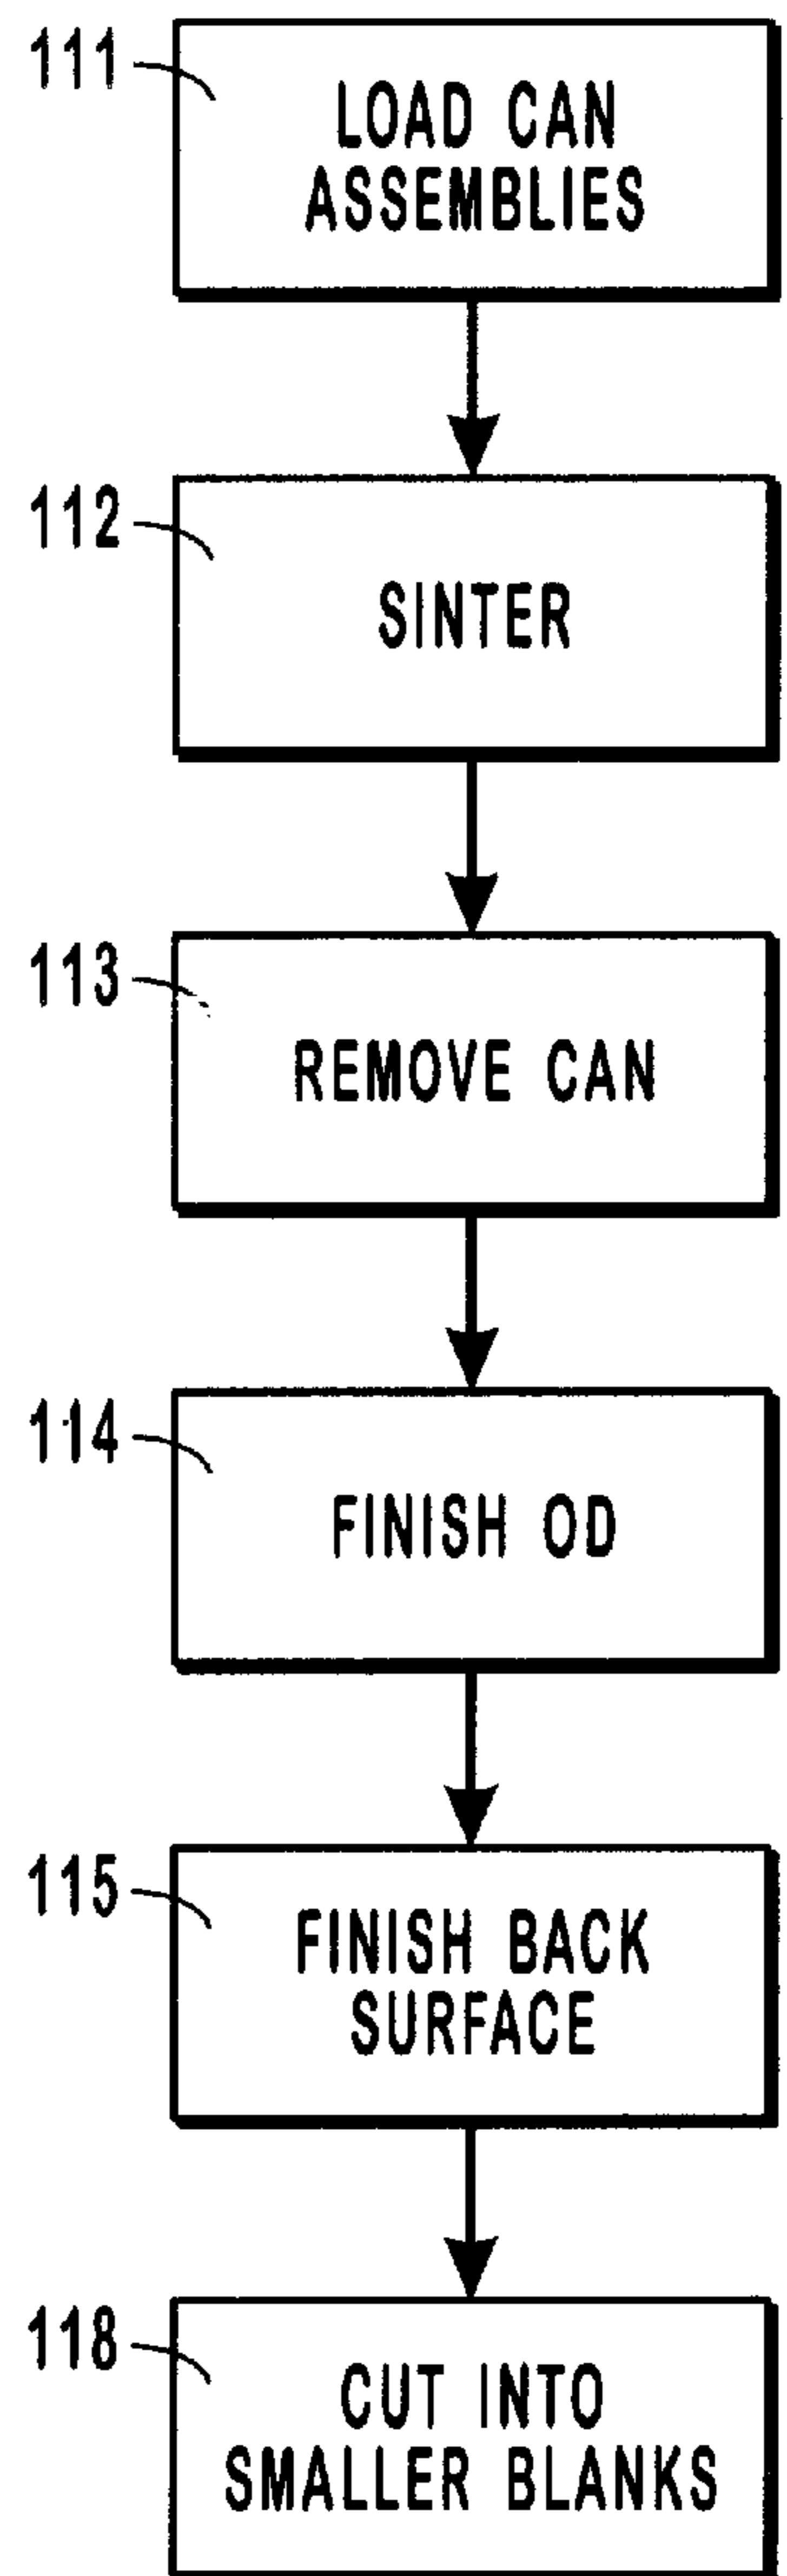 111
LOAD CAN
ASSEMBLIES
112
SINTER
113
REMOVE CAN
114
FINISH OD
115
FINISH BACK
SURFACE
118
CUT INTO
SMALLER BLANKS